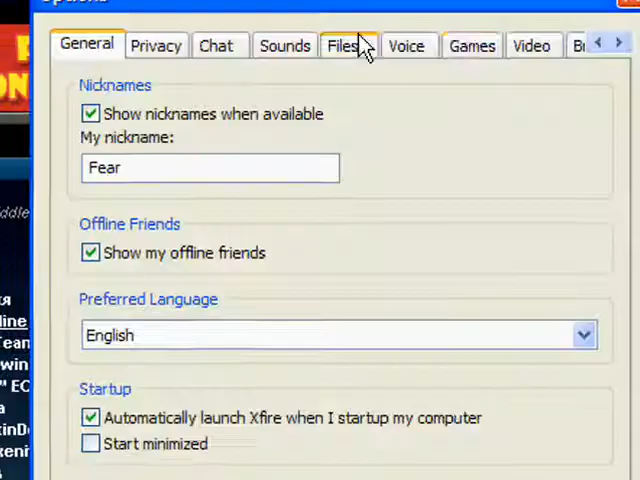 General Privacy Chat Sounds Files Voice Games Video
Nicknames
Show nicknames when available
My nickname:
Fear
Offline Friends
Show my offline friends
Preferred Language
English
Startup
Automatically launch Xfire when I startup my computer
Start minimized